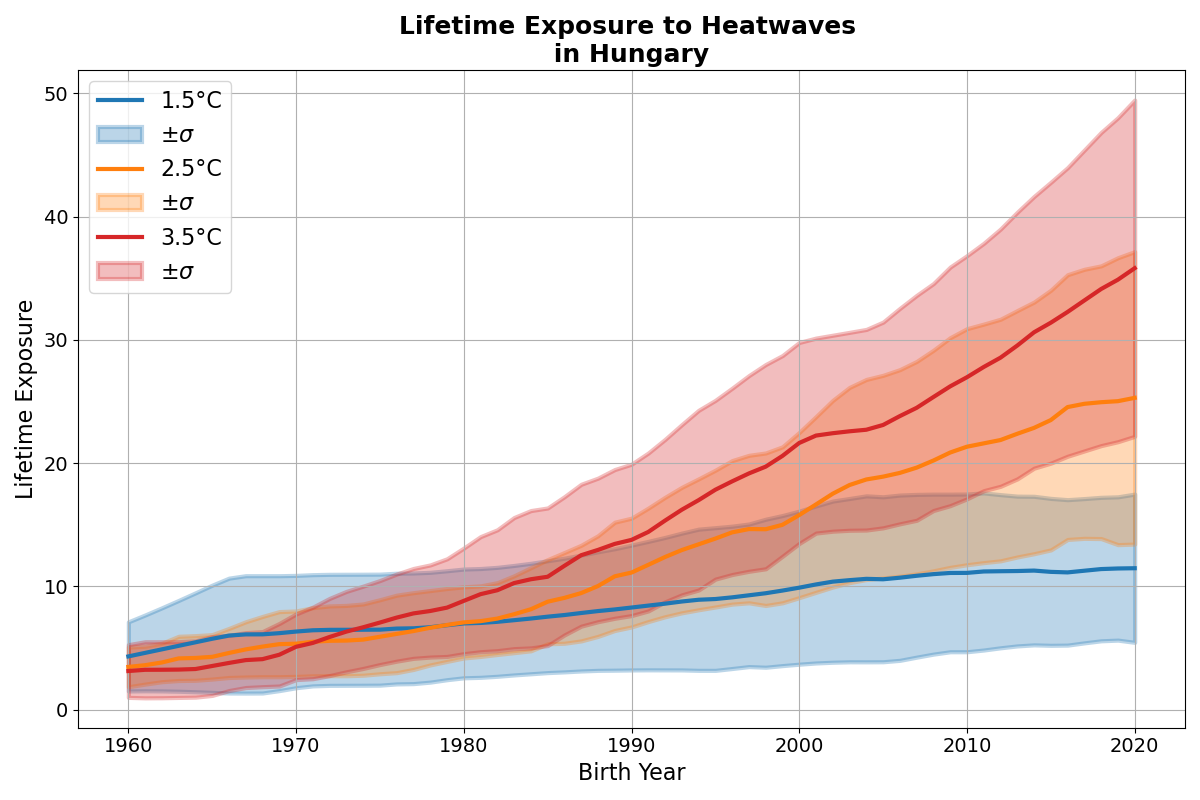 Lifetime Exposure to Heatwaves
in Hungary
1.5°C
±σ
2.5°C
±σ
3.5°C
±σ
Lifetime Exposure
50
40
30
20
10
0
1960
1970
1980
1990
2000
2010
2020
Birth Year